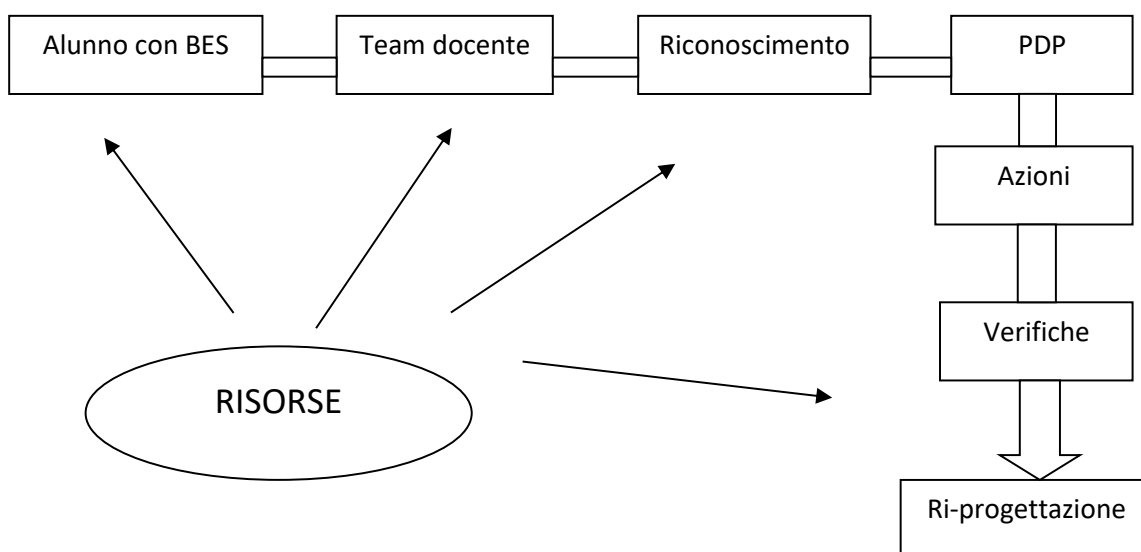 Alunno con BES
Team docente
Riconoscimento
PDP
Azioni
Verifiche
RISORSE
Ri-progettazione